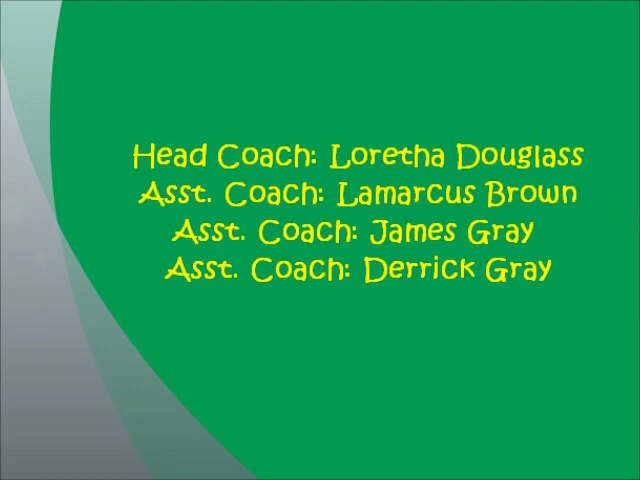 Head Coach: Loretha Douglass
Asst. Coach: Lamarcus Brown
Asst. Coach: James Gray
Asst. Coach: Derrick Gray